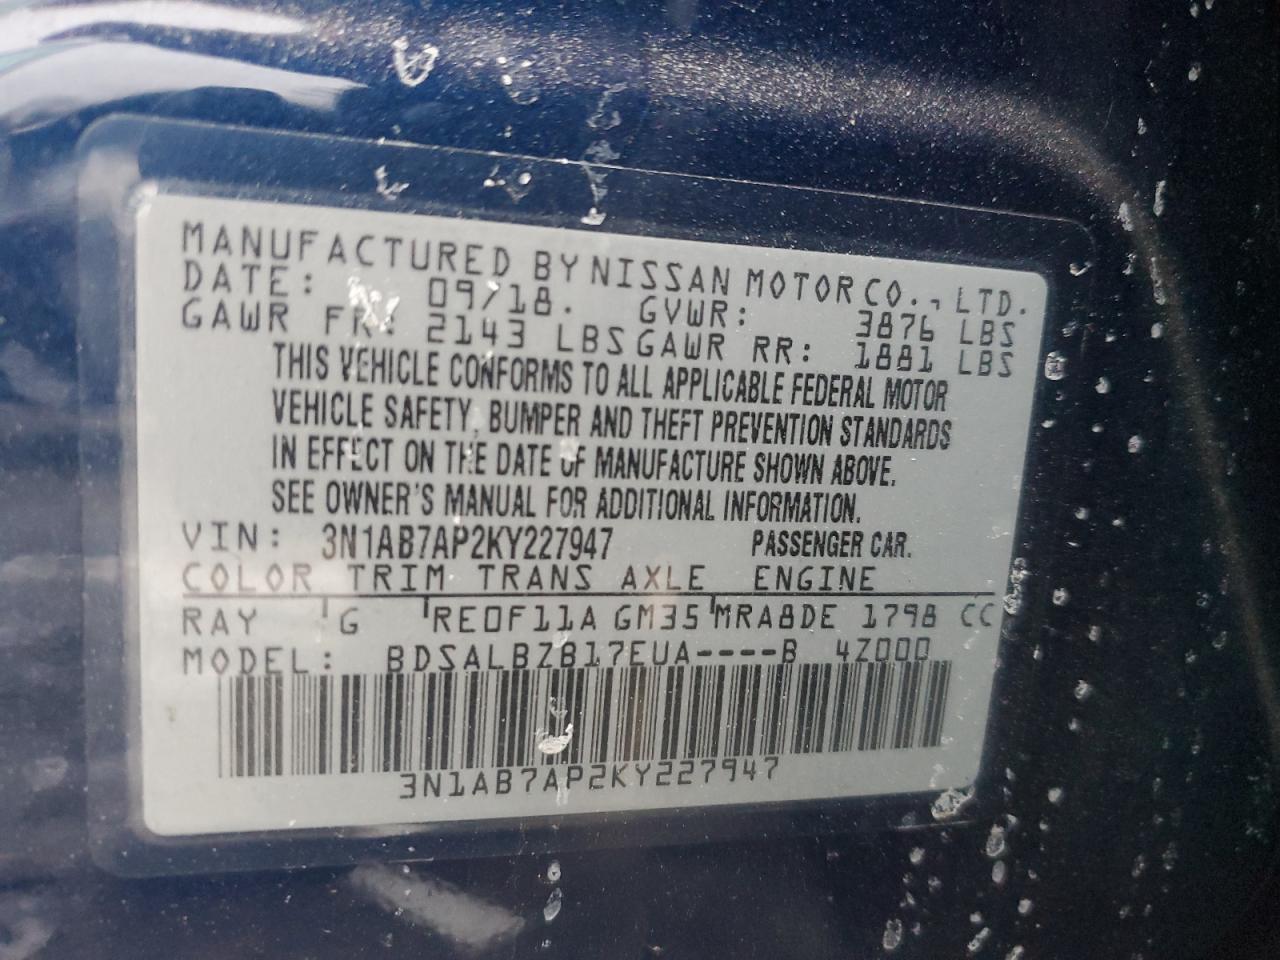 MANUFACTURED BY NISSAN MOTOR CO., LTD.
DATE: 09/18. GVWR: 3876 LBS
GAWR FR: 2143 LBS GAWR RR: 1881 LBS
THIS VEHICLE CONFORMS TO ALL APPLICABLE FEDERAL MOTOR
VEHICLE SAFETY, BUMPER AND THEFT PREVENTION STANDARDS
IN EFFECT ON THE DATE OF MANUFACTURE SHOWN ABOVE.
SEE OWNER'S MANUAL FOR ADDITIONAL INFORMATION.
VIN: 3N1AB7AP2KY227947 PASSENGER CAR.
COLOR TRIM TRANS AXLE ENGINE
RAY G RE0F11A GM35 MRA8DE 1798 CC
MODEL: BDSALBZB17EUA----B 4Z000
3N1AB7AP2KY227947